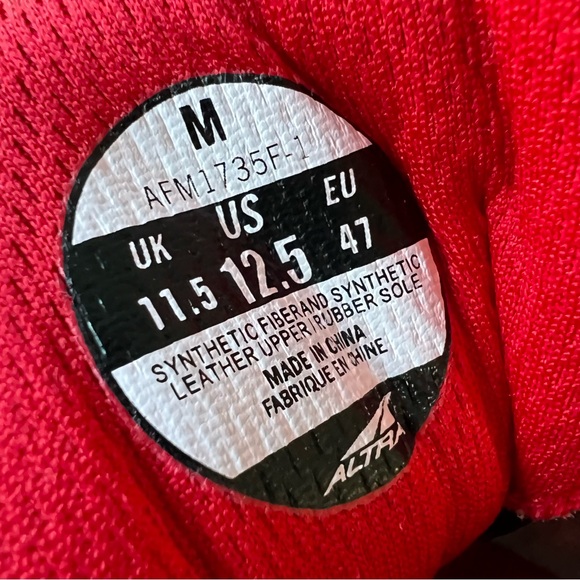 M
AFM1735F-1
UK US EU
11.5 12.5 47
SYNTHETIC FIBERAND SYNTHETIC
LEATHER UPPER | RUBBER SOLE
MADE IN CHINA
FABRIQUE EN CHINE
ALTRA